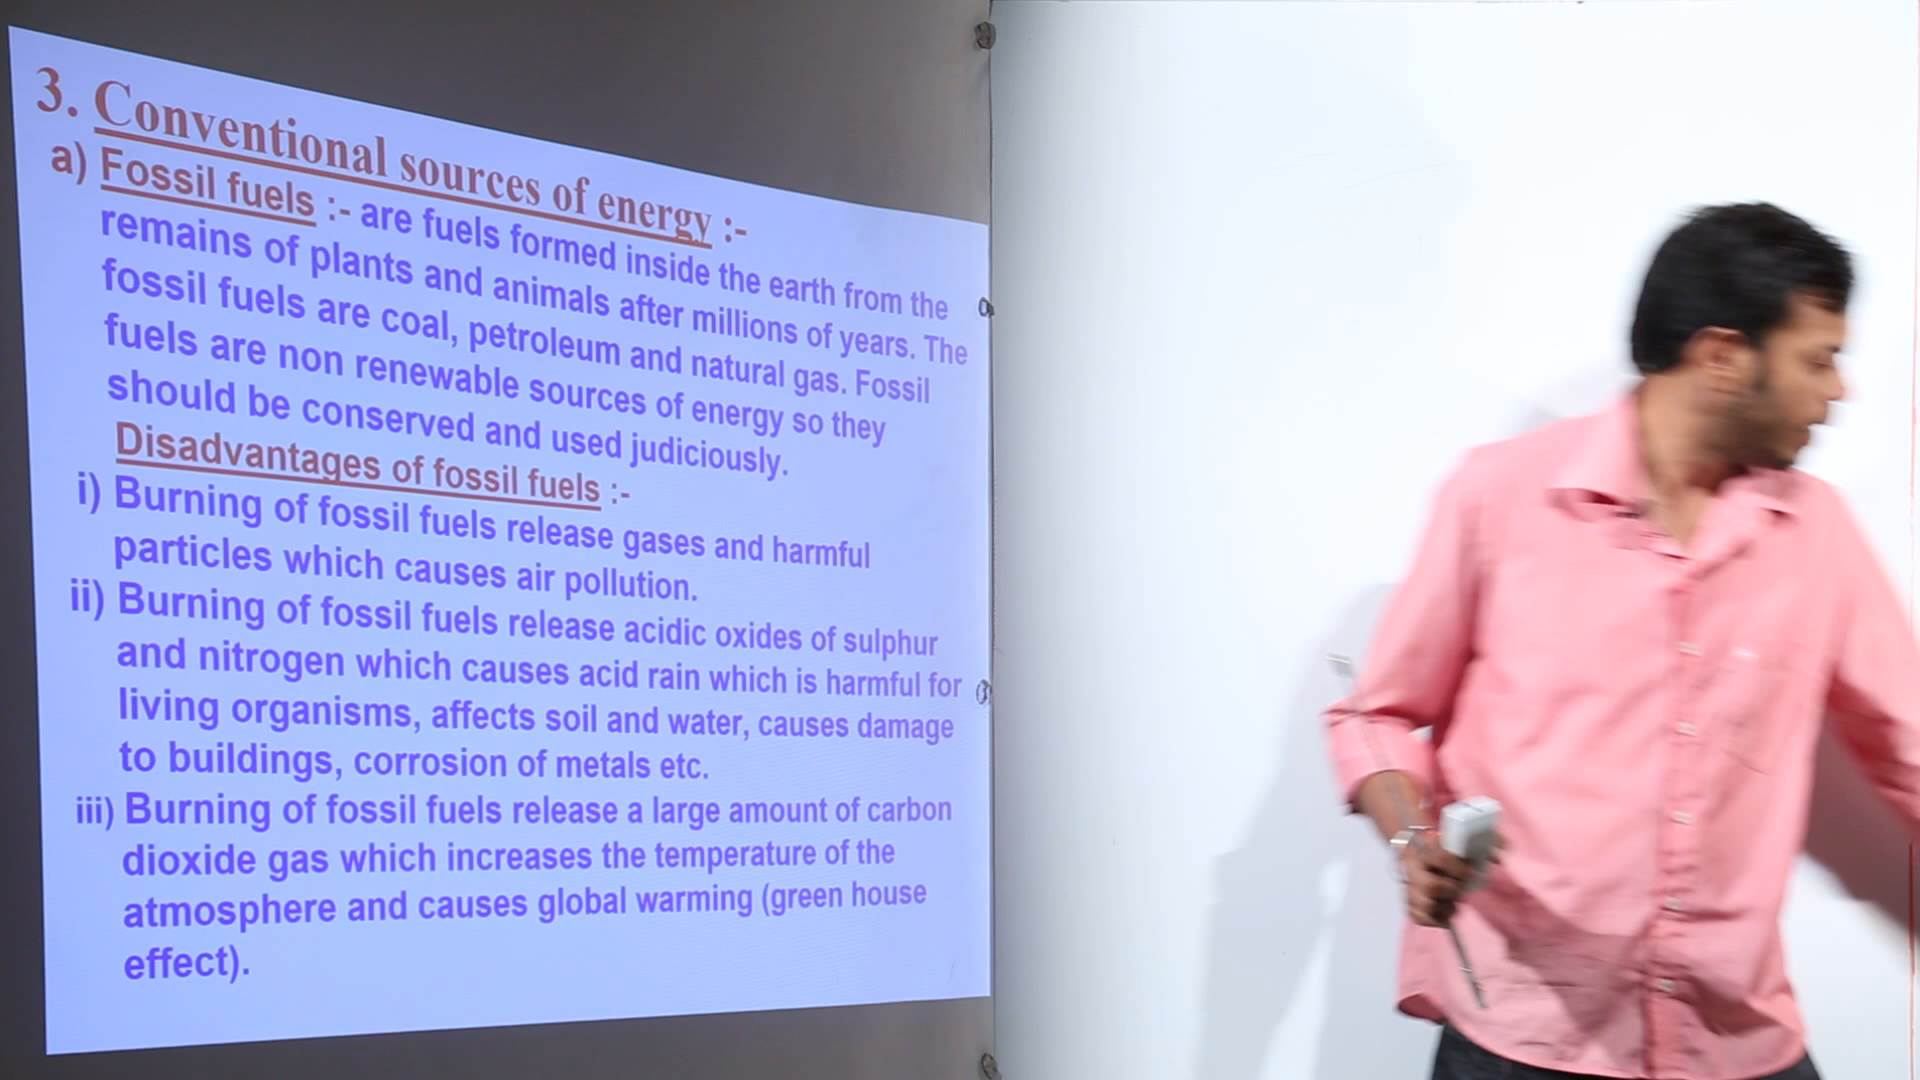 3. Conventional sources of energy :-
a) Fossil fuels :- are fuels formed inside the earth from the
remains of plants and animals after millions of years. The
fossil fuels are coal, petroleum and natural gas. Fossil
fuels are non renewable sources of energy so they
should be conserved and used judiciously.
Disadvantages of fossil fuels :-
i) Burning of fossil fuels release gases and harmful
particles which causes air pollution.
ii) Burning of fossil fuels release acidic oxides of sulphur
and nitrogen which causes acid rain which is harmful for
living organisms, affects soil and water, causes damage
to buildings, corrosion of metals etc.
iii) Burning of fossil fuels release a large amount of carbon
dioxide gas which increases the temperature of the
atmosphere and causes global warming (green house
effect).